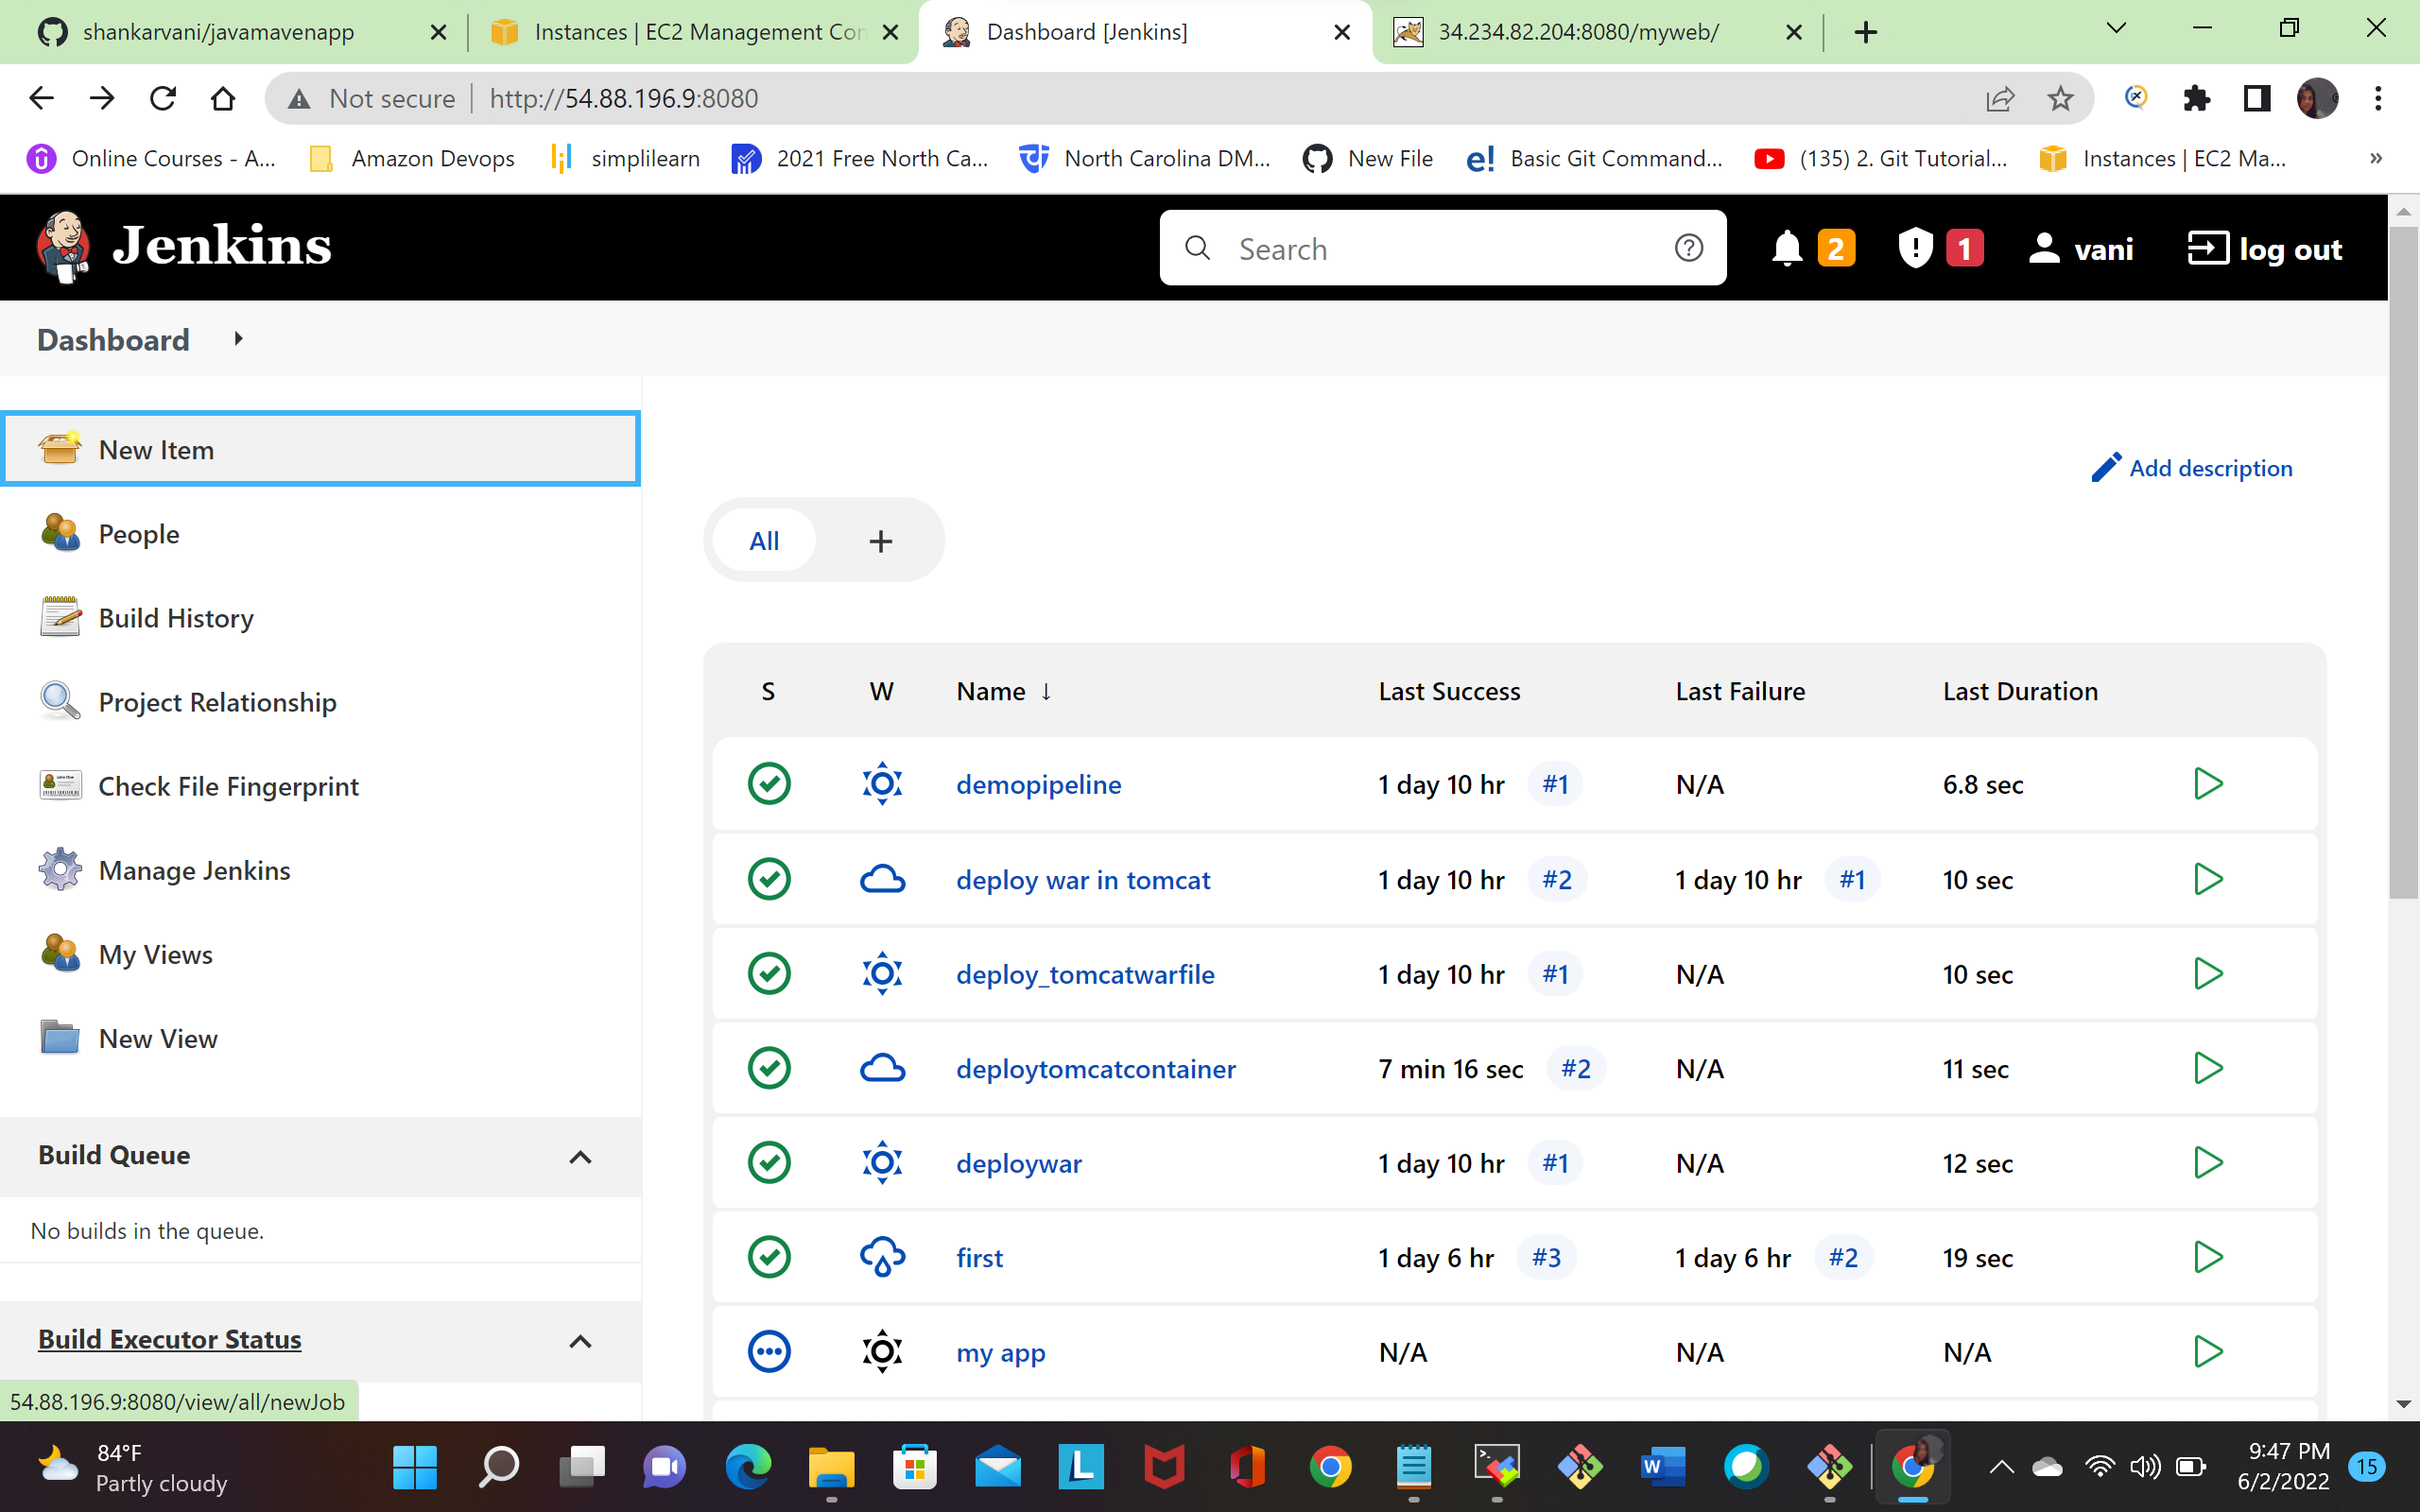 shankarvani/javamavenapp
Instances | EC2 Management Con
Dashboard [Jenkins]
34.234.82.204:8080/myweb/
Not secure
http://54.88.196.9:8080
Online Courses - A...
Amazon Devops
simplilearn
2021 Free North Ca...
North Carolina DM...
New File
e!
Basic Git Command...
(135) 2. Git Tutorial...
Instances | EC2 Ma...
»
Jenkins
Search
2
1
vani
log out
Dashboard
New Item
People
Build History
Project Relationship
Check File Fingerprint
Manage Jenkins
My Views
New View
Build Queue
No builds in the queue.
Build Executor Status
54.88.196.9:8080/view/all/newJob
Add description
All
+
S W Name ↓ Last Success Last Failure Last Duration
demopipeline 1 day 10 hr #1 N/A 6.8 sec
deploy war in tomcat 1 day 10 hr #2 1 day 10 hr #1 10 sec
deploy_tomcatwarfile 1 day 10 hr #1 N/A 10 sec
deploytomcatcontainer 7 min 16 sec #2 N/A 11 sec
deploywar 1 day 10 hr #1 N/A 12 sec
first 1 day 6 hr #3 1 day 6 hr #2 19 sec
my app N/A N/A N/A
84°F
Partly cloudy
L
W
9:47 PM
6/2/2022
15